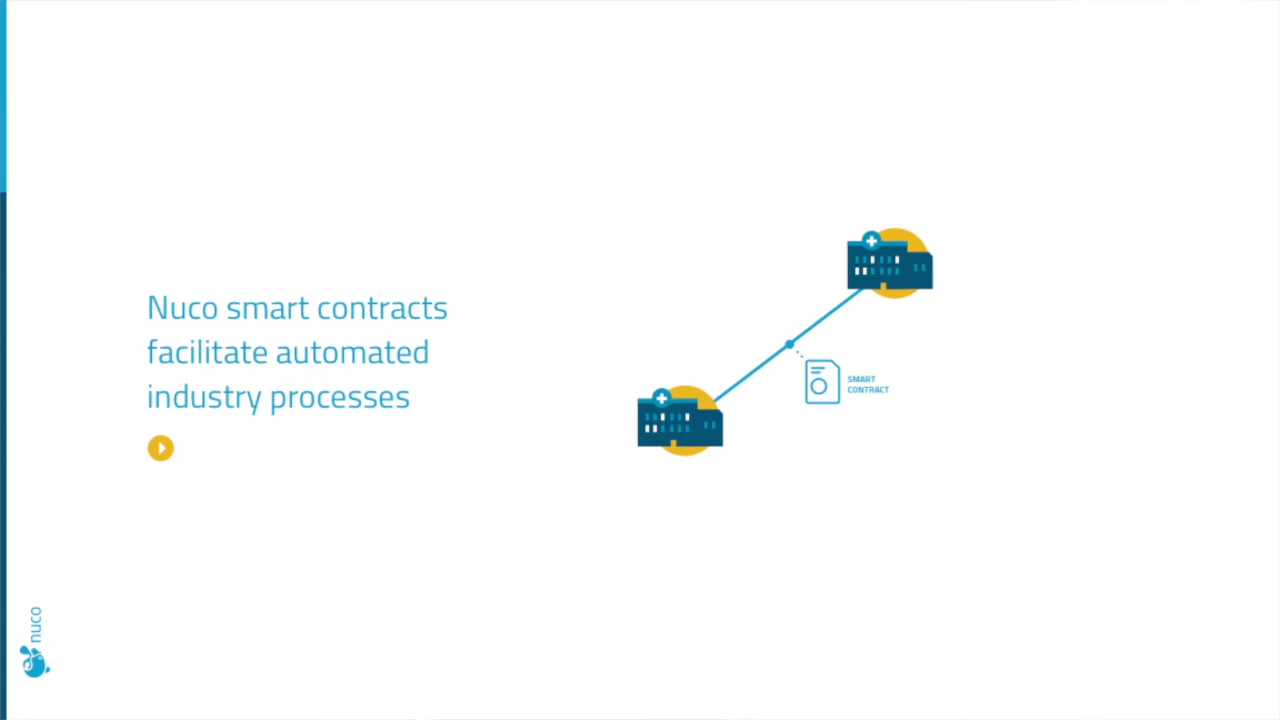 Nuco smart contracts
facilitate automated
industry processes
SMART
CONTRACT
nuco